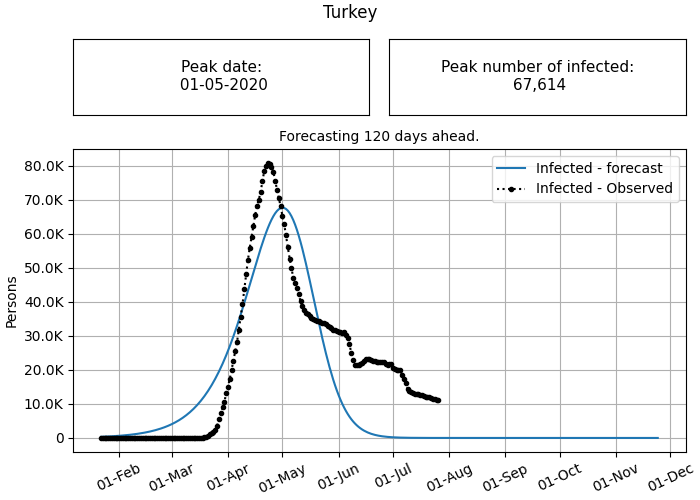 Turkey
Peak date:
01-05-2020
Peak number of infected:
67,614
Forecasting 120 days ahead.
Infected - forecast
Infected - Observed
Persons
80.0K
70.0K
60.0K
50.0K
40.0K
30.0K
20.0K
10.0K
0
01-Feb
01-Mar
01-Apr
01-May
01-Jun
01-Jul
01-Aug
01-Sep
01-Oct
01-Nov
01-Dec